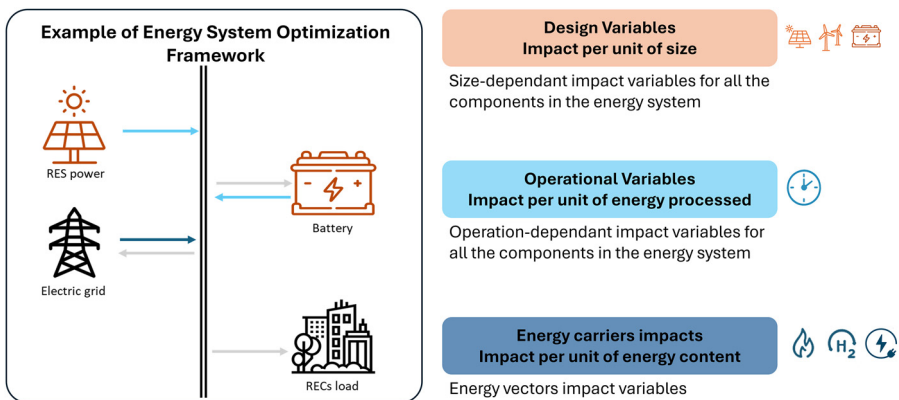 Example of Energy System Optimization
Framework
RES power
Battery
Electric grid
RECs load
Design Variables
Impact per unit of size
Size-dependant impact variables for all the
components in the energy system
Operational Variables
Impact per unit of energy processed
Operation-dependant impact variables for
all the components in the energy system
Energy carriers impacts
Impact per unit of energy content
H2
Energy vectors impact variables